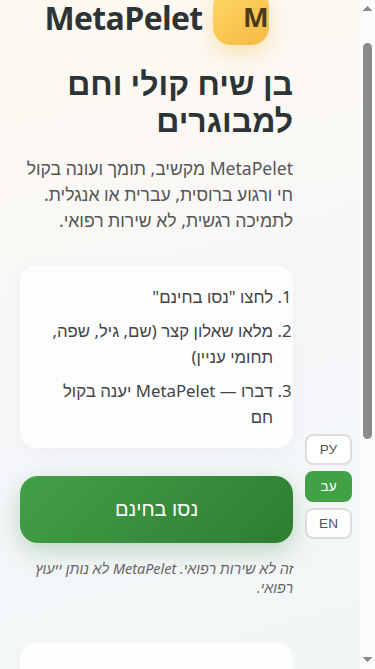 M MetaPelet
בן שיח קולי וחם
למבוגרים
MetaPelet מקשיב, תומך ועונה בקול
חי ורגוע ברוסית, עברית או אנגלית.
לתמיכה רגשית, לא שירות רפואי.
1. לחצו "נסו בחינם"
2. מלאו שאלון קצר (שם, גיל, שפה,
תחומי עניין)
3. דברו — MetaPelet יענה בקול
חם
РУ
עב
EN
נסו בחינם
זה לא שירות רפואי. MetaPelet לא נותן ייעוץ
רפואי.